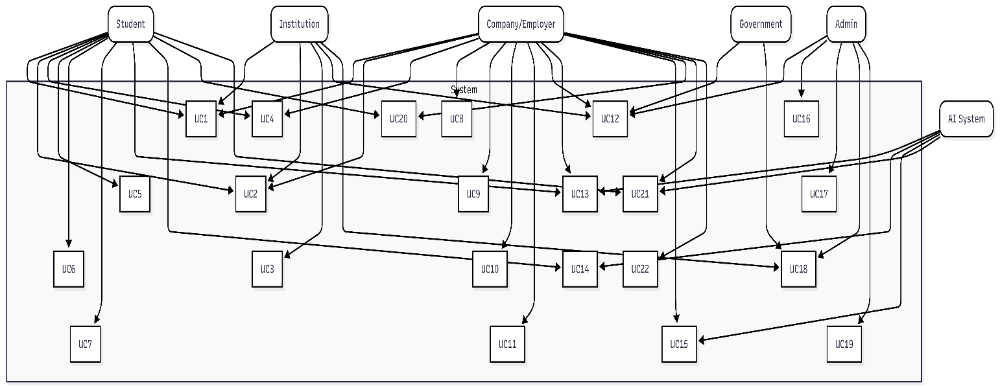 Student
Institution
Company/Employer
Government
Admin
System
UC1
UC4
UC20
UC8
UC12
UC16
AI System
UC5
UC2
UC9
UC13
UC21
UC17
UC6
UC3
UC10
UC14
UC22
UC18
UC7
UC11
UC15
UC19